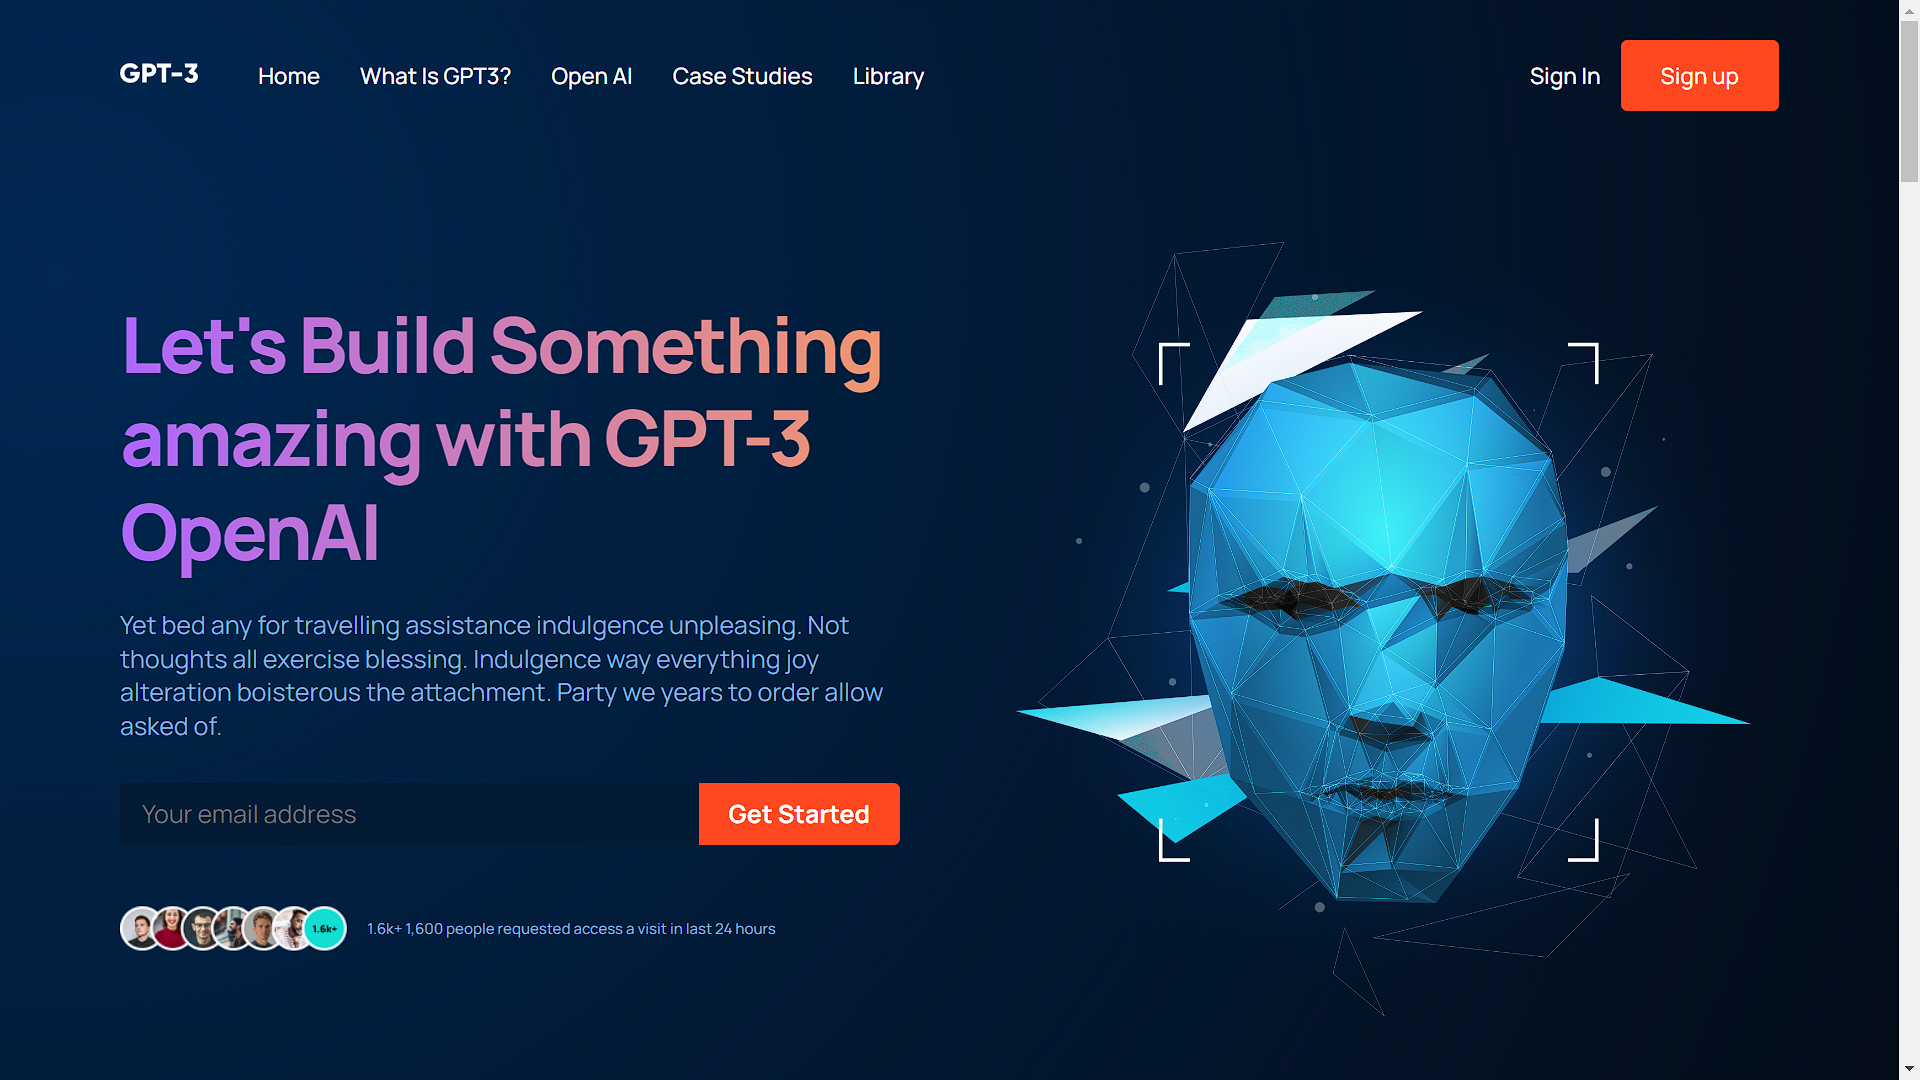 GPT-3
Home
What Is GPT3?
Open AI
Case Studies
Library
Sign In
Sign up
Let's Build Something
amazing with GPT-3
OpenAI
Yet bed any for travelling assistance indulgence unpleasing. Not
thoughts all exercise blessing. Indulgence way everything joy
alteration boisterous the attachment. Party we years to order allow
asked of.
Your email address
Get Started
1.6k+
1.6k+ 1,600 people requested access a visit in last 24 hours